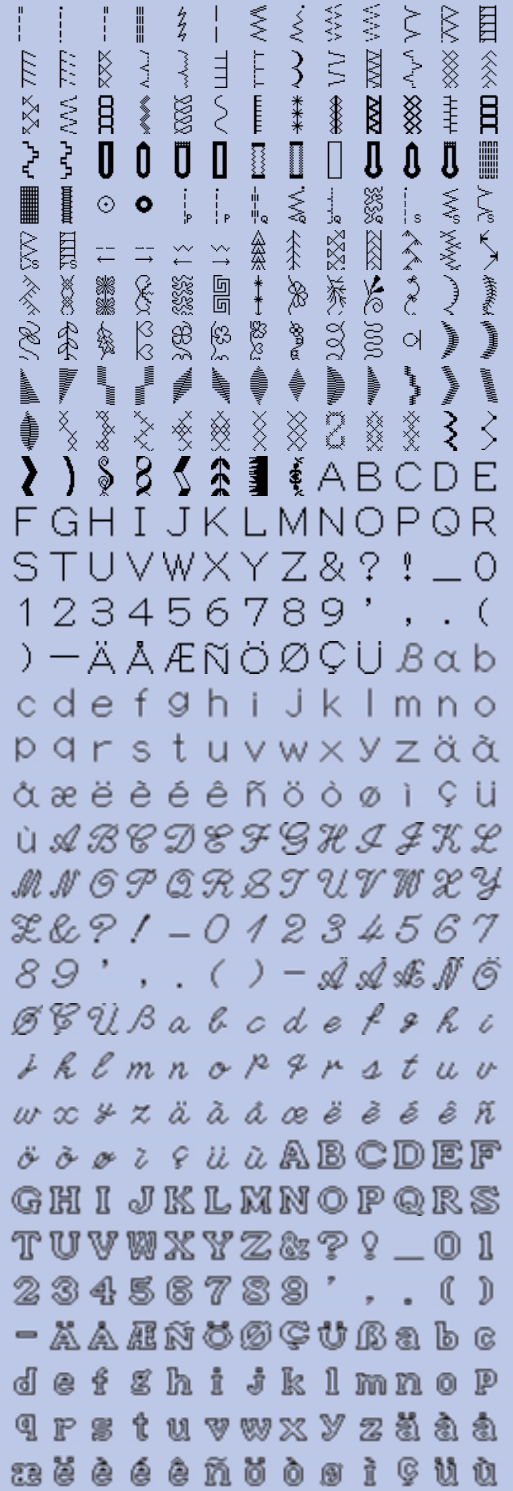 P P Q Q Q Q S S S
S S
A B C D E
F G H I J K L M N O P Q R
S T U V W X Y Z & ? ! _ 0
1 2 3 4 5 6 7 8 9 ' , . (
) — Ä Å Æ Ñ Ö Ø Ç Ü ß a b
c d e f g h i j k l m n o
p q r s t u v w x y z ä à
å æ ë è é ê ñ ö ò ø ì ç ü
ù A B C D E F G H I J K L
M N O P Q R S T U V W X Y
Z & ? ! _ 0 1 2 3 4 5 6 7
8 9 ' , . ( ) — Ä Å Æ Ñ Ö
Ø Ç Ü ß a b c d e f g h i
j k l m n o p q r s t u v
w x y z ä à å æ ë è é ê ñ
ö ò ø ì ç ü ù A B C D E F
G H I J K L M N O P Q R S
T U V W X Y Z & ? ! _ 0 1
2 3 4 5 6 7 8 9 ' , . ( )
- Ä Å Æ Ñ Ö Ø Ç Ü ß a b c
d e f g h i j k l m n o p
q r s t u v w x y z ä à å
æ ë è é ê ñ ö ò ø ì ç ü ù